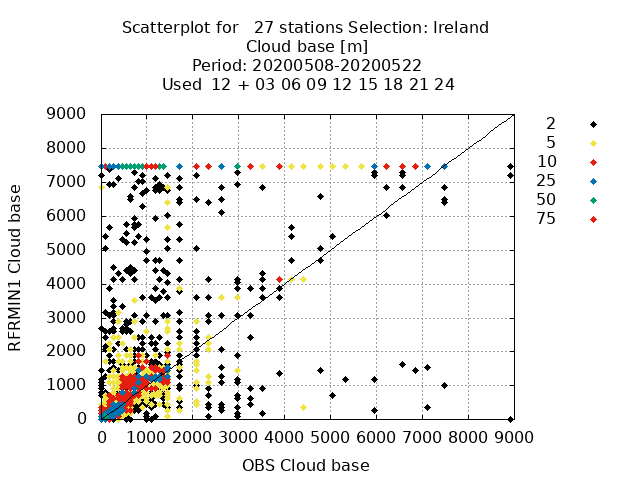 Scatterplot for   27 stations Selection: Ireland
Cloud base [m]
Period: 20200508-20200522
Used  12 + 03 06 09 12 15 18 21 24
RFRMIN1 Cloud base
9000
8000
7000
6000
5000
4000
3000
2000
1000
0
0 1000 2000 3000 4000 5000 6000 7000 8000 9000
OBS Cloud base
2
5
10
25
50
75